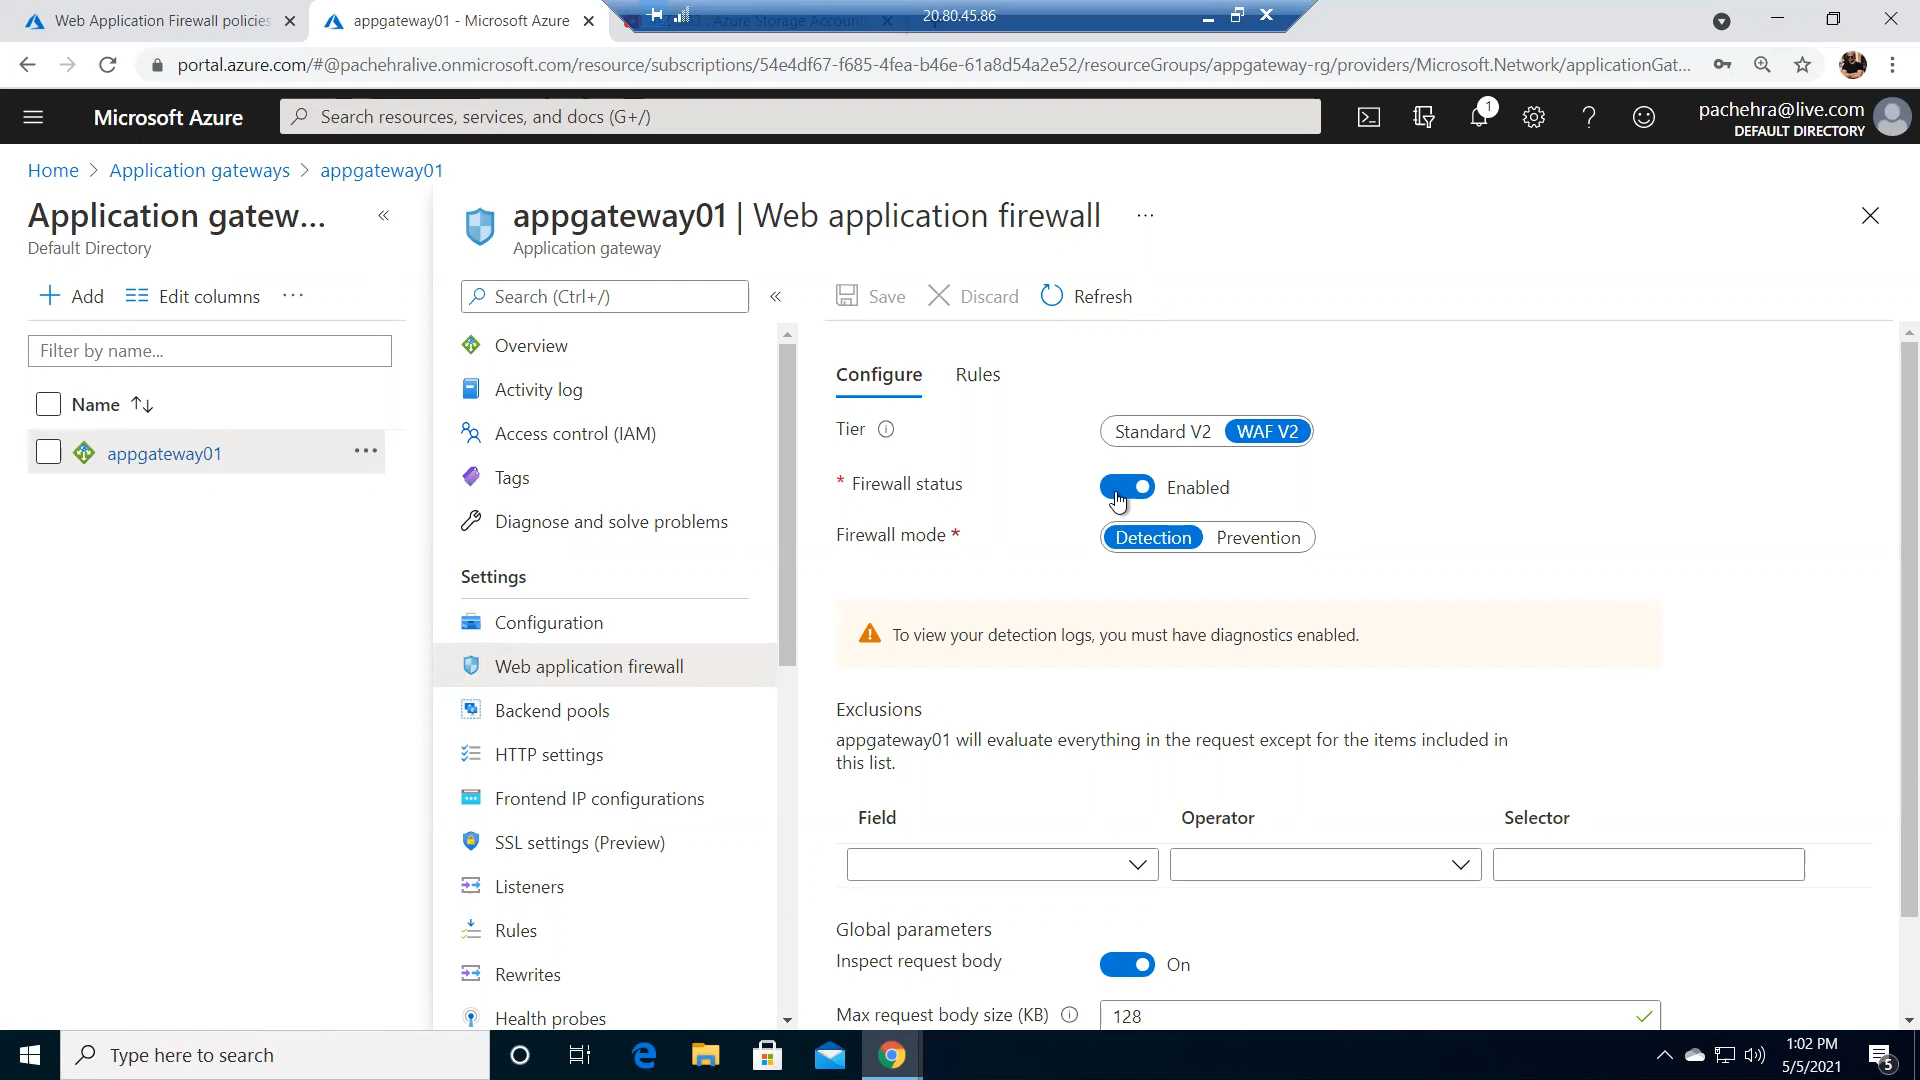 Web Application Firewall policies
appgateway01 - Microsoft Azure
: Azure Storage Account
20.80.45.86
portal.azure.com/#@pachehralive.onmicrosoft.com/resource/subscriptions/54e4df67-f685-4fea-b46e-61a8d54a2e52/resourceGroups/appgateway-rg/providers/Microsoft.Network/applicationGat...
Microsoft Azure
Search resources, services, and docs (G+/)
1
pachehra@live.com
DEFAULT DIRECTORY
Home > Application gateways > appgateway01
Application gatew...
Default Directory
Add
Edit columns
Filter by name...
Name
appgateway01
appgateway01 | Web application firewall
Application gateway
Search (Ctrl+/)
Overview
Activity log
Access control (IAM)
Tags
Diagnose and solve problems
Settings
Configuration
Web application firewall
Backend pools
HTTP settings
Frontend IP configurations
SSL settings (Preview)
Listeners
Rules
Rewrites
Health probes
Save
Discard
Refresh
Configure
Rules
Tier
Standard V2
WAF V2
* Firewall status
Enabled
Firewall mode *
Detection
Prevention
To view your detection logs, you must have diagnostics enabled.
Exclusions
appgateway01 will evaluate everything in the request except for the items included in
this list.
Field
Operator
Selector
Global parameters
Inspect request body
On
Max request body size (KB)
128
Type here to search
1:02 PM
5/5/2021
5